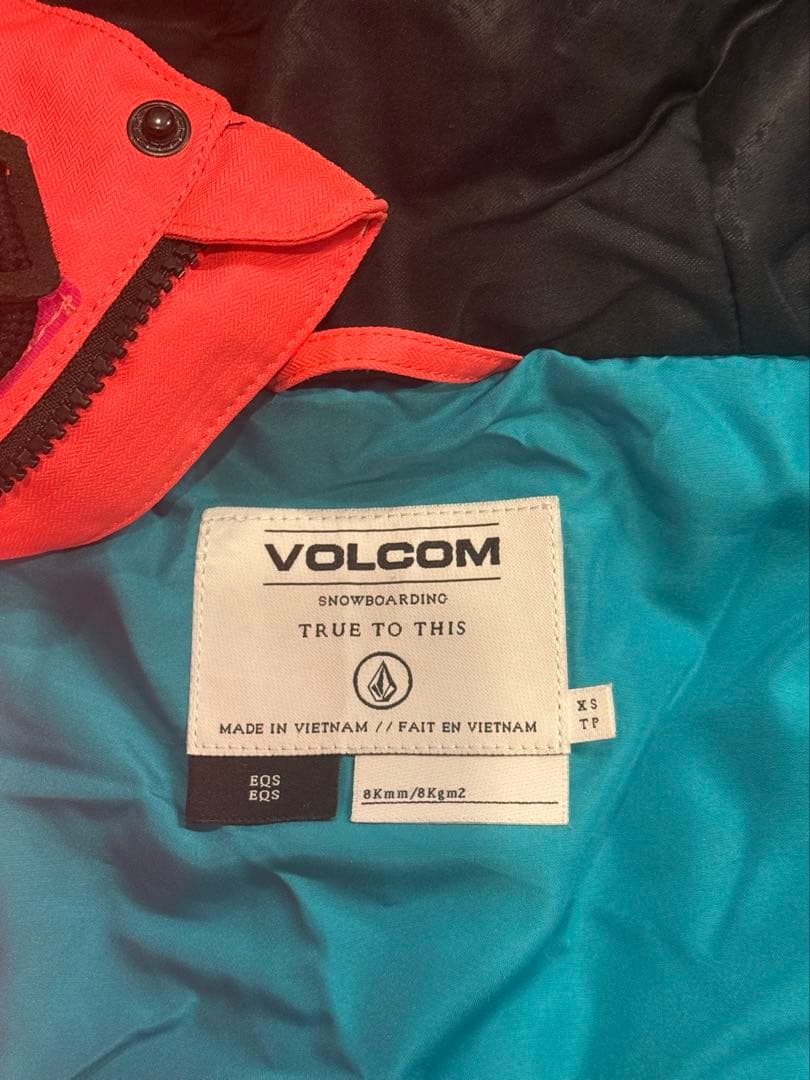 VOLCOM
SNOWBOARDING
TRUE TO THIS
MADE IN VIETNAM // FAIT EN VIETNAM
XS
TP
EQS
EQS
8Kmm/8Kgm2